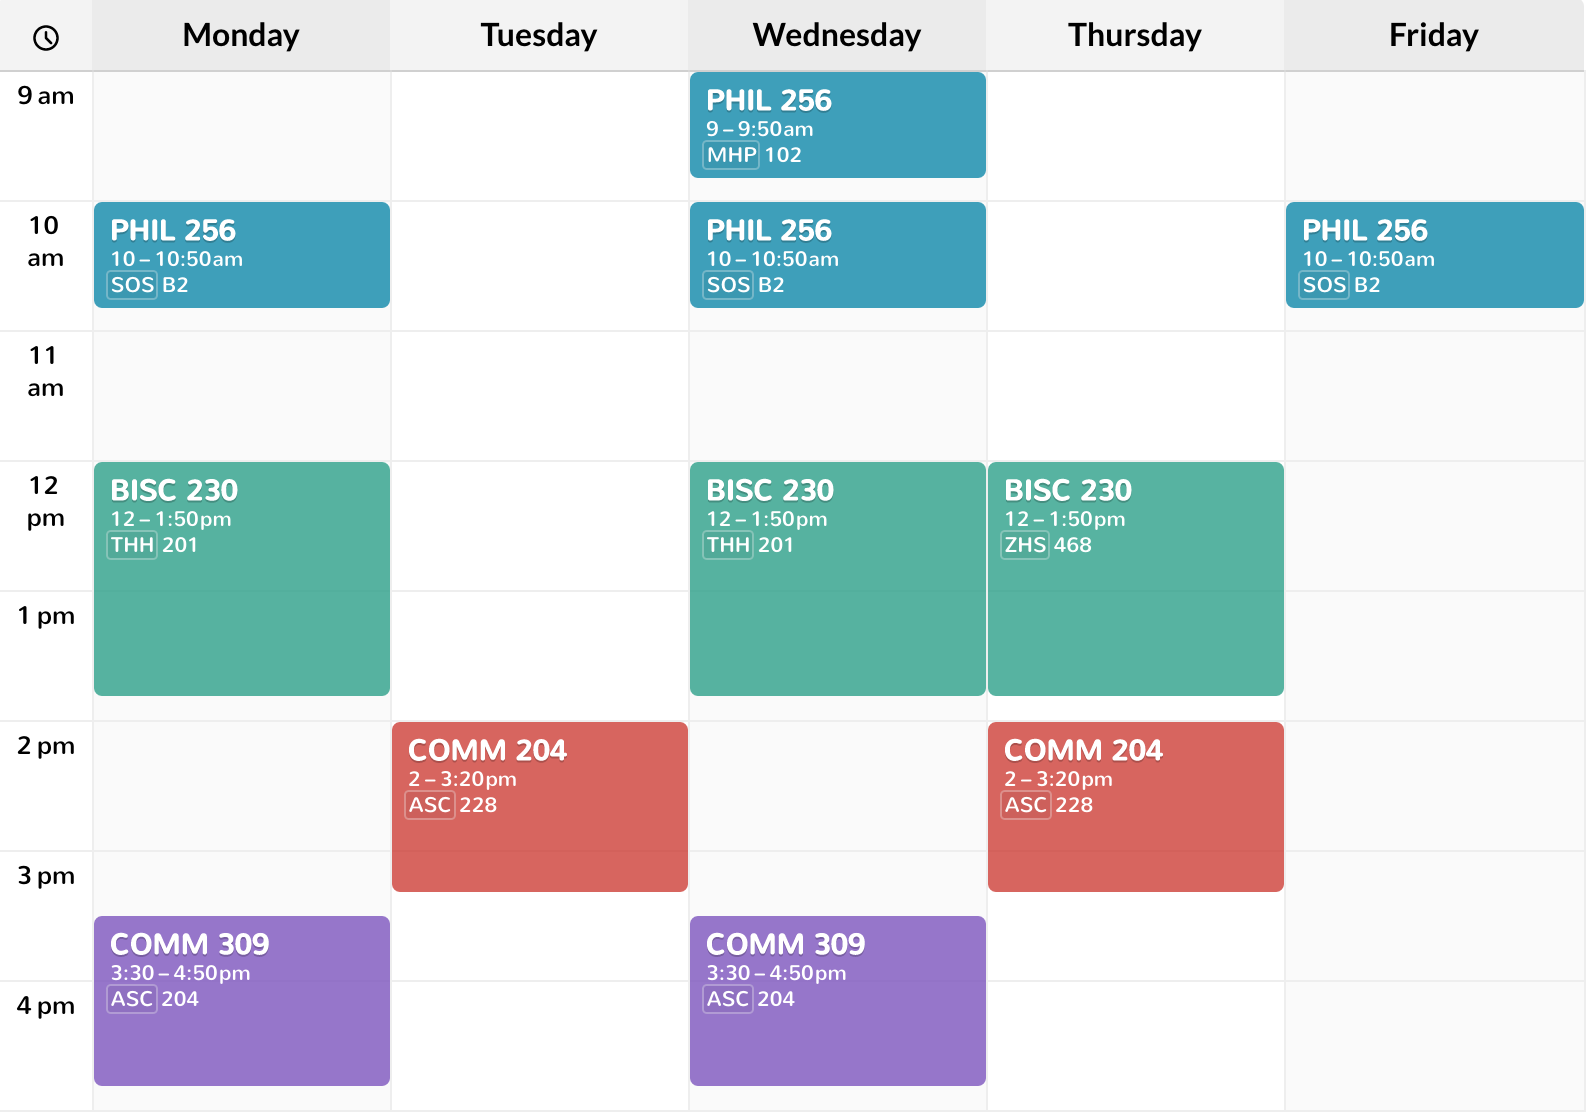 Monday Tuesday Wednesday Thursday Friday
9 am
PHIL 256
9 – 9:50am
MHP 102
10
am
PHIL 256
10 – 10:50am
SOS B2
PHIL 256
10 – 10:50am
SOS B2
PHIL 256
10 – 10:50am
SOS B2
11
am
12
pm
BISC 230
12 – 1:50pm
THH 201
BISC 230
12 – 1:50pm
THH 201
BISC 230
12 – 1:50pm
ZHS 468
1 pm
2 pm
COMM 204
2 – 3:20pm
ASC 228
COMM 204
2 – 3:20pm
ASC 228
3 pm
COMM 309
3:30 – 4:50pm
ASC 204
COMM 309
3:30 – 4:50pm
ASC 204
4 pm